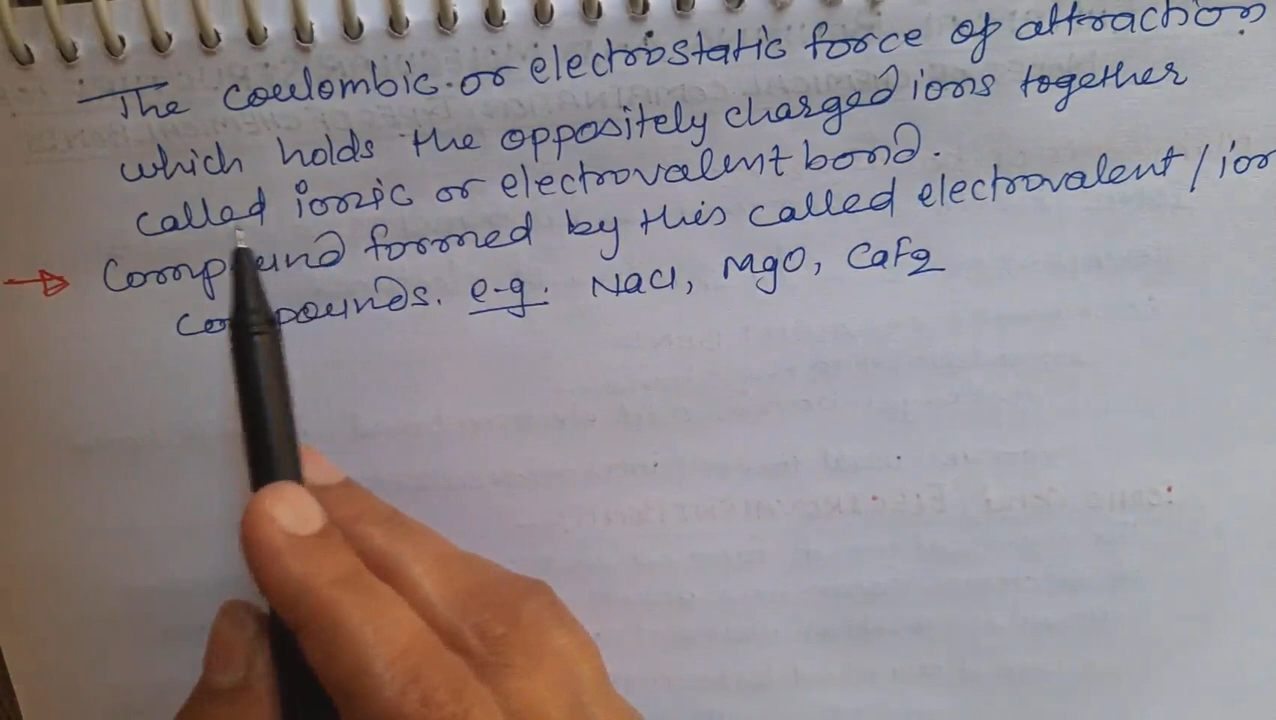 The coulombic or electrostatic force of attraction
which holds the oppositely charged ions together
called ionic or electrovalent bond.
Compound formed by this called electrovalent / ion
compounds. e.g. NaCl, MgO, CaF2